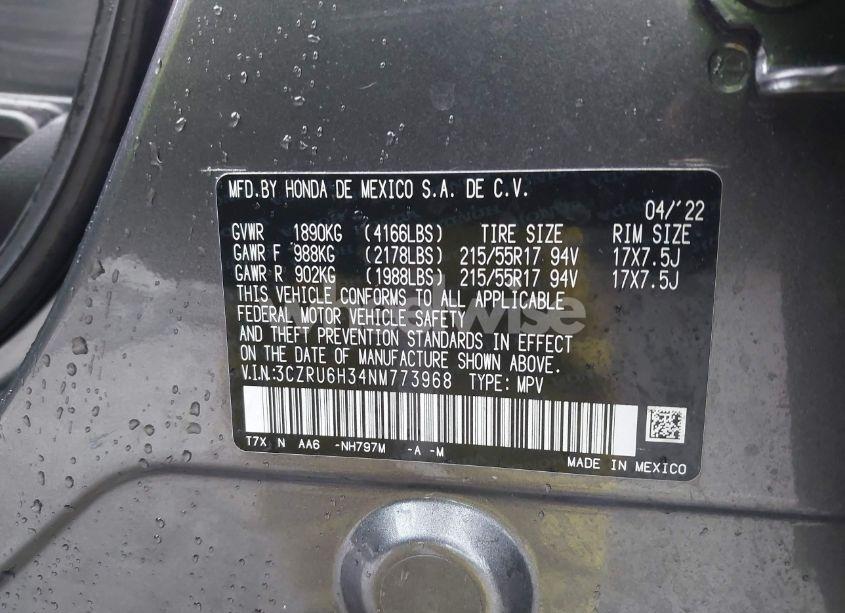 MFD.BY HONDA DE MEXICO S.A. DE C.V.
04/'22
GVWR 1890KG (4166LBS) TIRE SIZE RIM SIZE
GAWR F 988KG (2178LBS) 215/55R17 94V 17X7.5J
GAWR R 902KG (1988LBS) 215/55R17 94V 17X7.5J
THIS VEHICLE CONFORMS TO ALL APPLICABLE
FEDERAL MOTOR VEHICLE SAFETY
AND THEFT PREVENTION STANDARDS IN EFFECT
ON THE DATE OF MANUFACTURE SHOWN ABOVE.
V.I.N.:3CZRU6H34NM773968 TYPE: MPV
T7X N AA6 -NH797M -A -M
MADE IN MEXICO